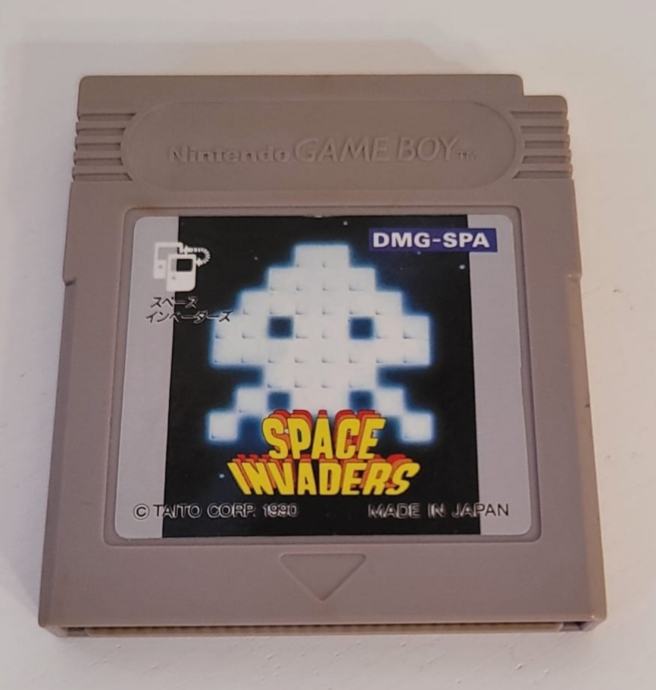 Nintendo GAME BOY™
DMG-SPA
スペース
インベーダーズ
SPACE
INVADERS
© TAITO CORP. 1990
MADE IN JAPAN